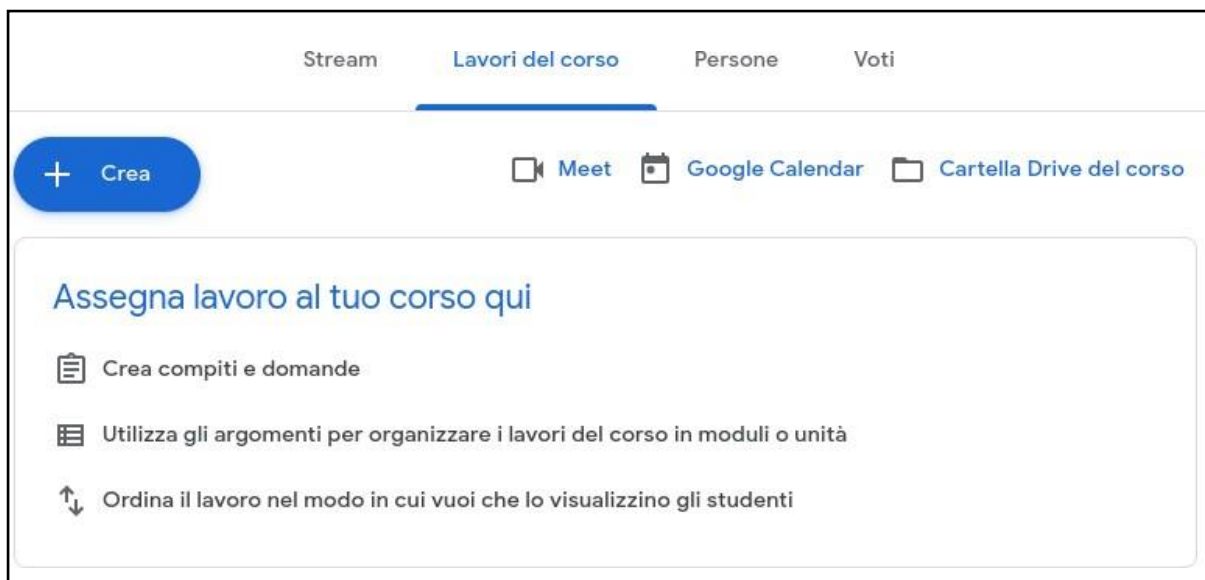 Stream Lavori del corso Persone Voti
Crea Meet Google Calendar Cartella Drive del corso
Assegna lavoro al tuo corso qui
Crea compiti e domande
Utilizza gli argomenti per organizzare i lavori del corso in moduli o unità
Ordina il lavoro nel modo in cui vuoi che lo visualizzino gli studenti